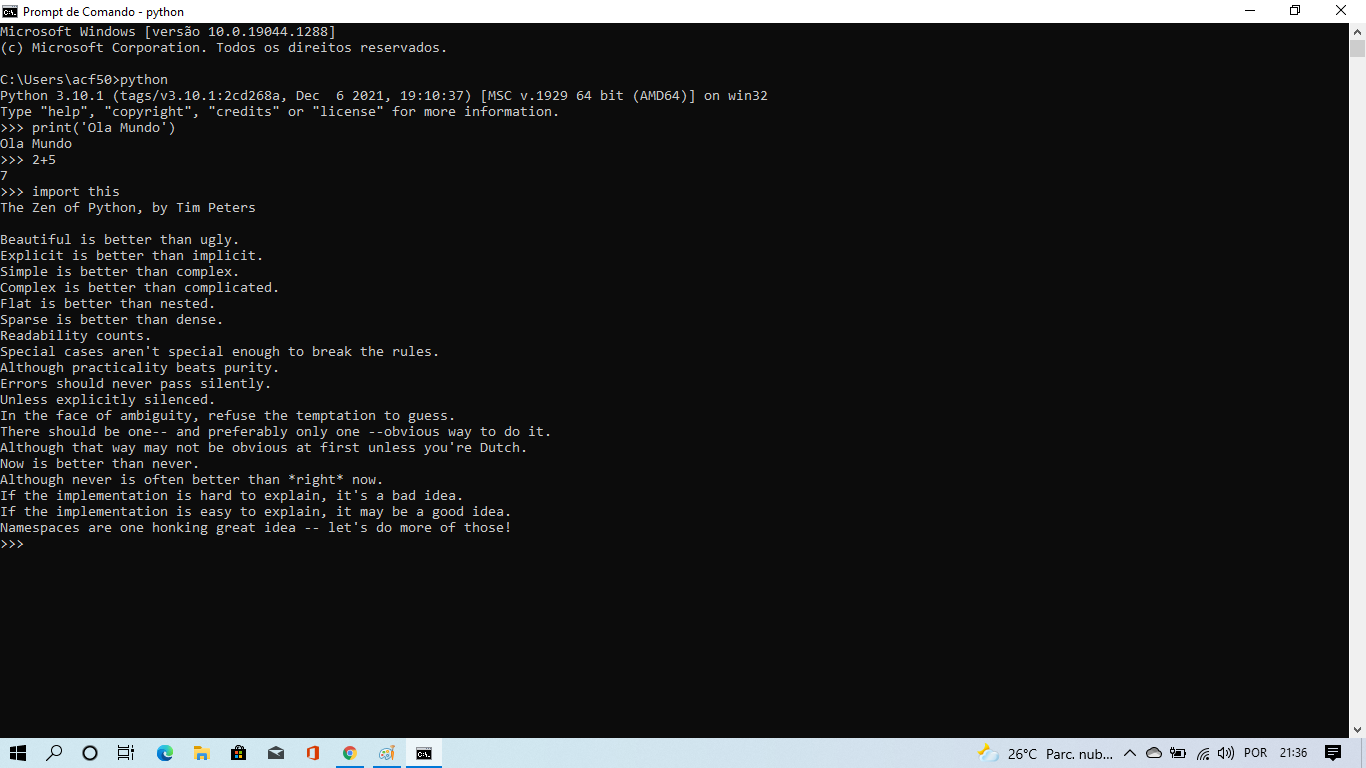 Prompt de Comando - python
Microsoft Windows [versão 10.0.19044.1288]
(c) Microsoft Corporation. Todos os direitos reservados.
C:\Users\acf50>python
Python 3.10.1 (tags/v3.10.1:2cd268a, Dec  6 2021, 19:10:37) [MSC v.1929 64 bit (AMD64)] on win32
Type "help", "copyright", "credits" or "license" for more information.
>>> print('Ola Mundo')
Ola Mundo
>>> 2+5
7
>>> import this
The Zen of Python, by Tim Peters
Beautiful is better than ugly.
Explicit is better than implicit.
Simple is better than complex.
Complex is better than complicated.
Flat is better than nested.
Sparse is better than dense.
Readability counts.
Special cases aren't special enough to break the rules.
Although practicality beats purity.
Errors should never pass silently.
Unless explicitly silenced.
In the face of ambiguity, refuse the temptation to guess.
There should be one-- and preferably only one --obvious way to do it.
Although that way may not be obvious at first unless you're Dutch.
Now is better than never.
Although never is often better than *right* now.
If the implementation is hard to explain, it's a bad idea.
If the implementation is easy to explain, it may be a good idea.
Namespaces are one honking great idea -- let's do more of those!
>>>
26°C Parc. nub... POR 21:36